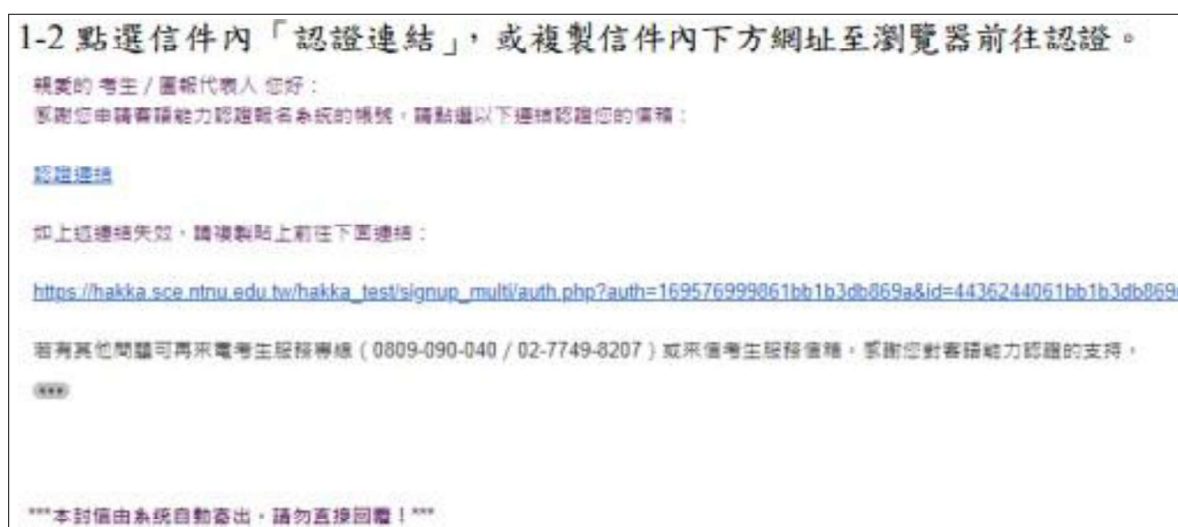 1-2 點選信件內「認證連結」，或複製信件內下方網址至瀏覽器前往認證。
親愛的 考生 / 團報代表人 您好：
感謝您申請客語能力認證報名系統的帳號，請點選以下連結認證您的信箱：
認證連結
如上述連結失效，請複製貼上前往下面連結：
https://hakka.sce.ntnu.edu.tw/hakka_test/signup_multi/auth.php?auth=169576999861bb1b3db869a&id=4436244061bb1b3db869
若有其他問題可再來電考生服務專線（0809-090-040 / 02-7749-8207）或來信考生服務信箱，感謝您對客語能力認證的支持。
***本封信由系統自動寄出，請勿直接回覆！***